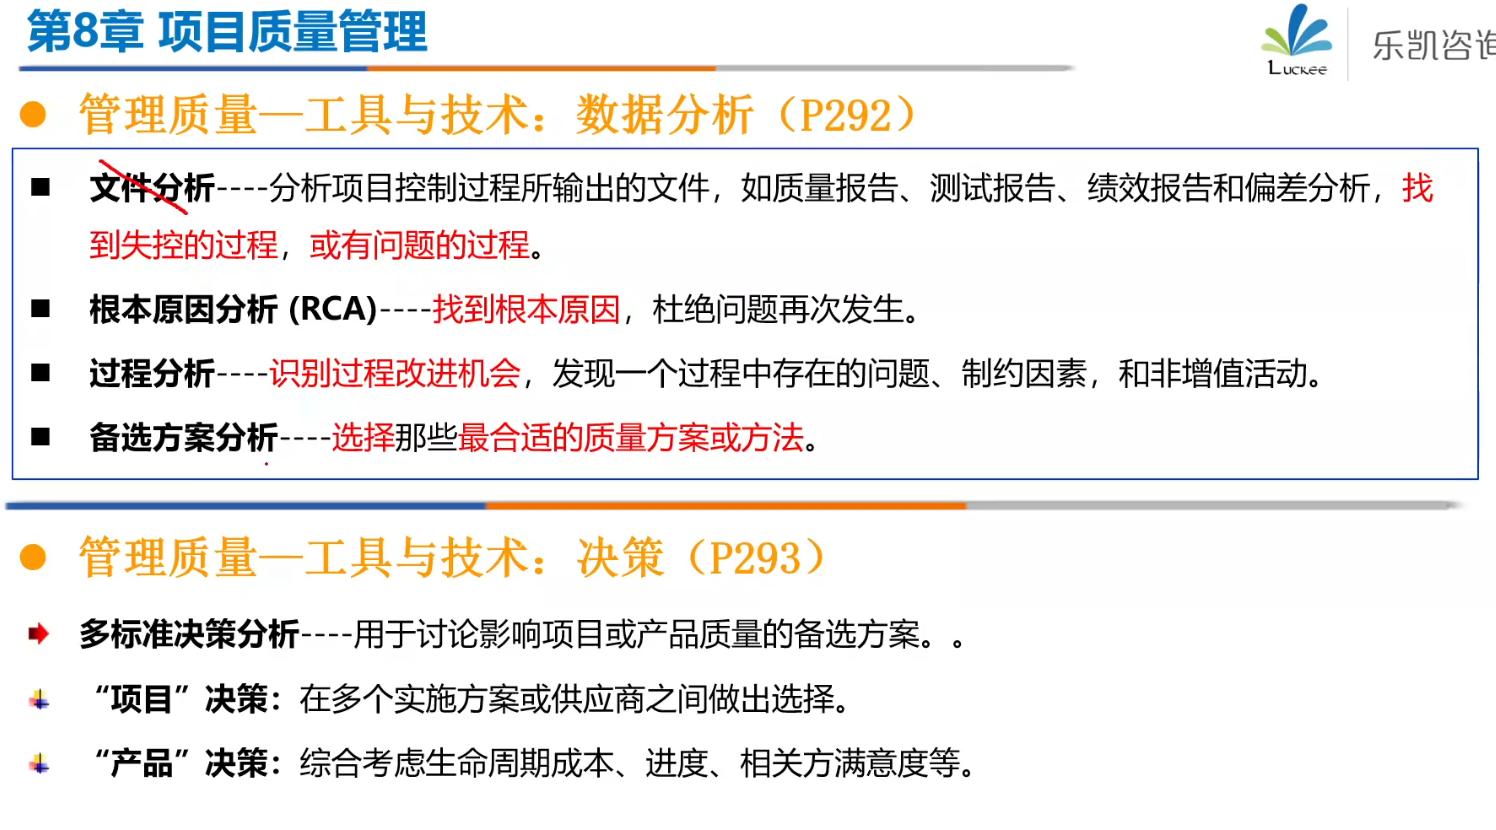 第8章 项目质量管理
Luckee
乐凯咨询
管理质量—工具与技术：数据分析（P292）
文件分析----分析项目控制过程所输出的文件，如质量报告、测试报告、绩效报告和偏差分析，找
到失控的过程，或有问题的过程。
根本原因分析 (RCA)----找到根本原因，杜绝问题再次发生。
过程分析----识别过程改进机会，发现一个过程中存在的问题、制约因素，和非增值活动。
备选方案分析----选择那些最合适的质量方案或方法。
管理质量—工具与技术：决策（P293）
多标准决策分析----用于讨论影响项目或产品质量的备选方案。。
“项目”决策：在多个实施方案或供应商之间做出选择。
“产品”决策：综合考虑生命周期成本、进度、相关方满意度等。